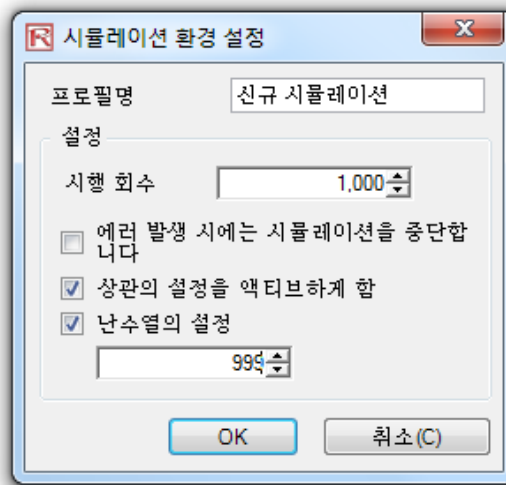 시뮬레이션 환경 설정
프로필명 신규 시뮬레이션
설정
시행 회수 1,000
에러 발생 시에는 시뮬레이션을 중단합
니다
상관의 설정을 액티브하게 함
난수열의 설정
999
OK 취소(C)